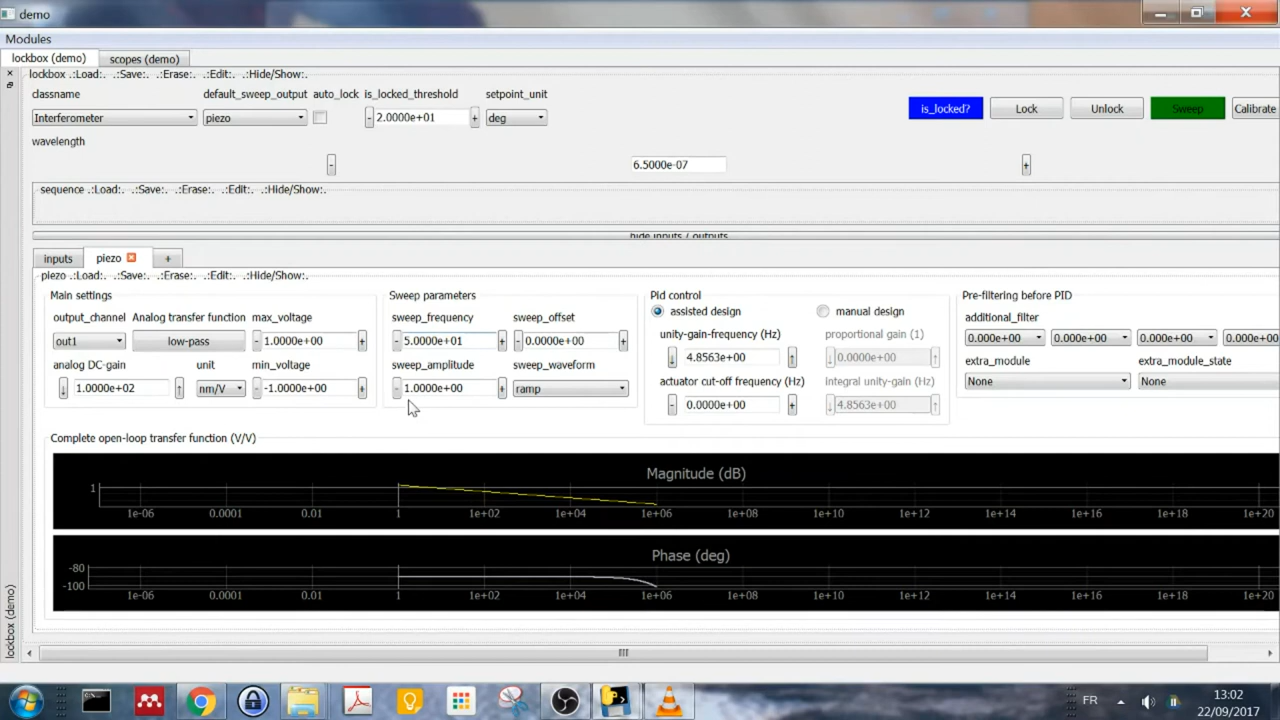 demo
Modules
lockbox (demo) scopes (demo)
lockbox .:Load:. .:Save:. .:Erase:. .:Edit:. .:Hide/Show:.
classname default_sweep_output auto_lock is_locked_threshold setpoint_unit
Interferometer piezo - 2.0000e+01 + deg is_locked? Lock Unlock Sweep Calibrate
wavelength
- 6.5000e-07 +
sequence .:Load:. .:Save:. .:Erase:. .:Edit:. .:Hide/Show:.
hide inputs / outputs
inputs piezo +
piezo .:Load:. .:Save:. .:Erase:. .:Edit:. .:Hide/Show:.
Main settings Sweep parameters Pid control Pre-filtering before PID
output_channel Analog transfer function max_voltage sweep_frequency sweep_offset assisted design manual design additional_filter
out1 low-pass - 1.0000e+00 + - 5.0000e+01 + - 0.0000e+00 + unity-gain-frequency (Hz) proportional gain (1) 0.000e+00 0.000e+00 0.000e+00 0.000e+00
↓ 4.8563e+00 ↑ ↓ 0.0000e+00 ↑
analog DC-gain unit min_voltage sweep_amplitude sweep_waveform extra_module extra_module_state
↓ 1.0000e+02 ↑ nm/V - -1.0000e+00 + - 1.0000e+00 + ramp actuator cut-off frequency (Hz) Integral unity-gain (Hz) None None
- 0.0000e+00 + ↓ 4.8563e+00 ↑
Complete open-loop transfer function (V/V)
Magnitude (dB)
1
1e-06 0.0001 0.01 1 1e+02 1e+04 1e+06 1e+08 1e+10 1e+12 1e+14 1e+16 1e+18 1e+20
Phase (deg)
-80
-100
1e-06 0.0001 0.01 1 1e+02 1e+04 1e+06 1e+08 1e+10 1e+12 1e+14 1e+16 1e+18 1e+20
lockbox (demo)
FR 13:02
22/09/2017